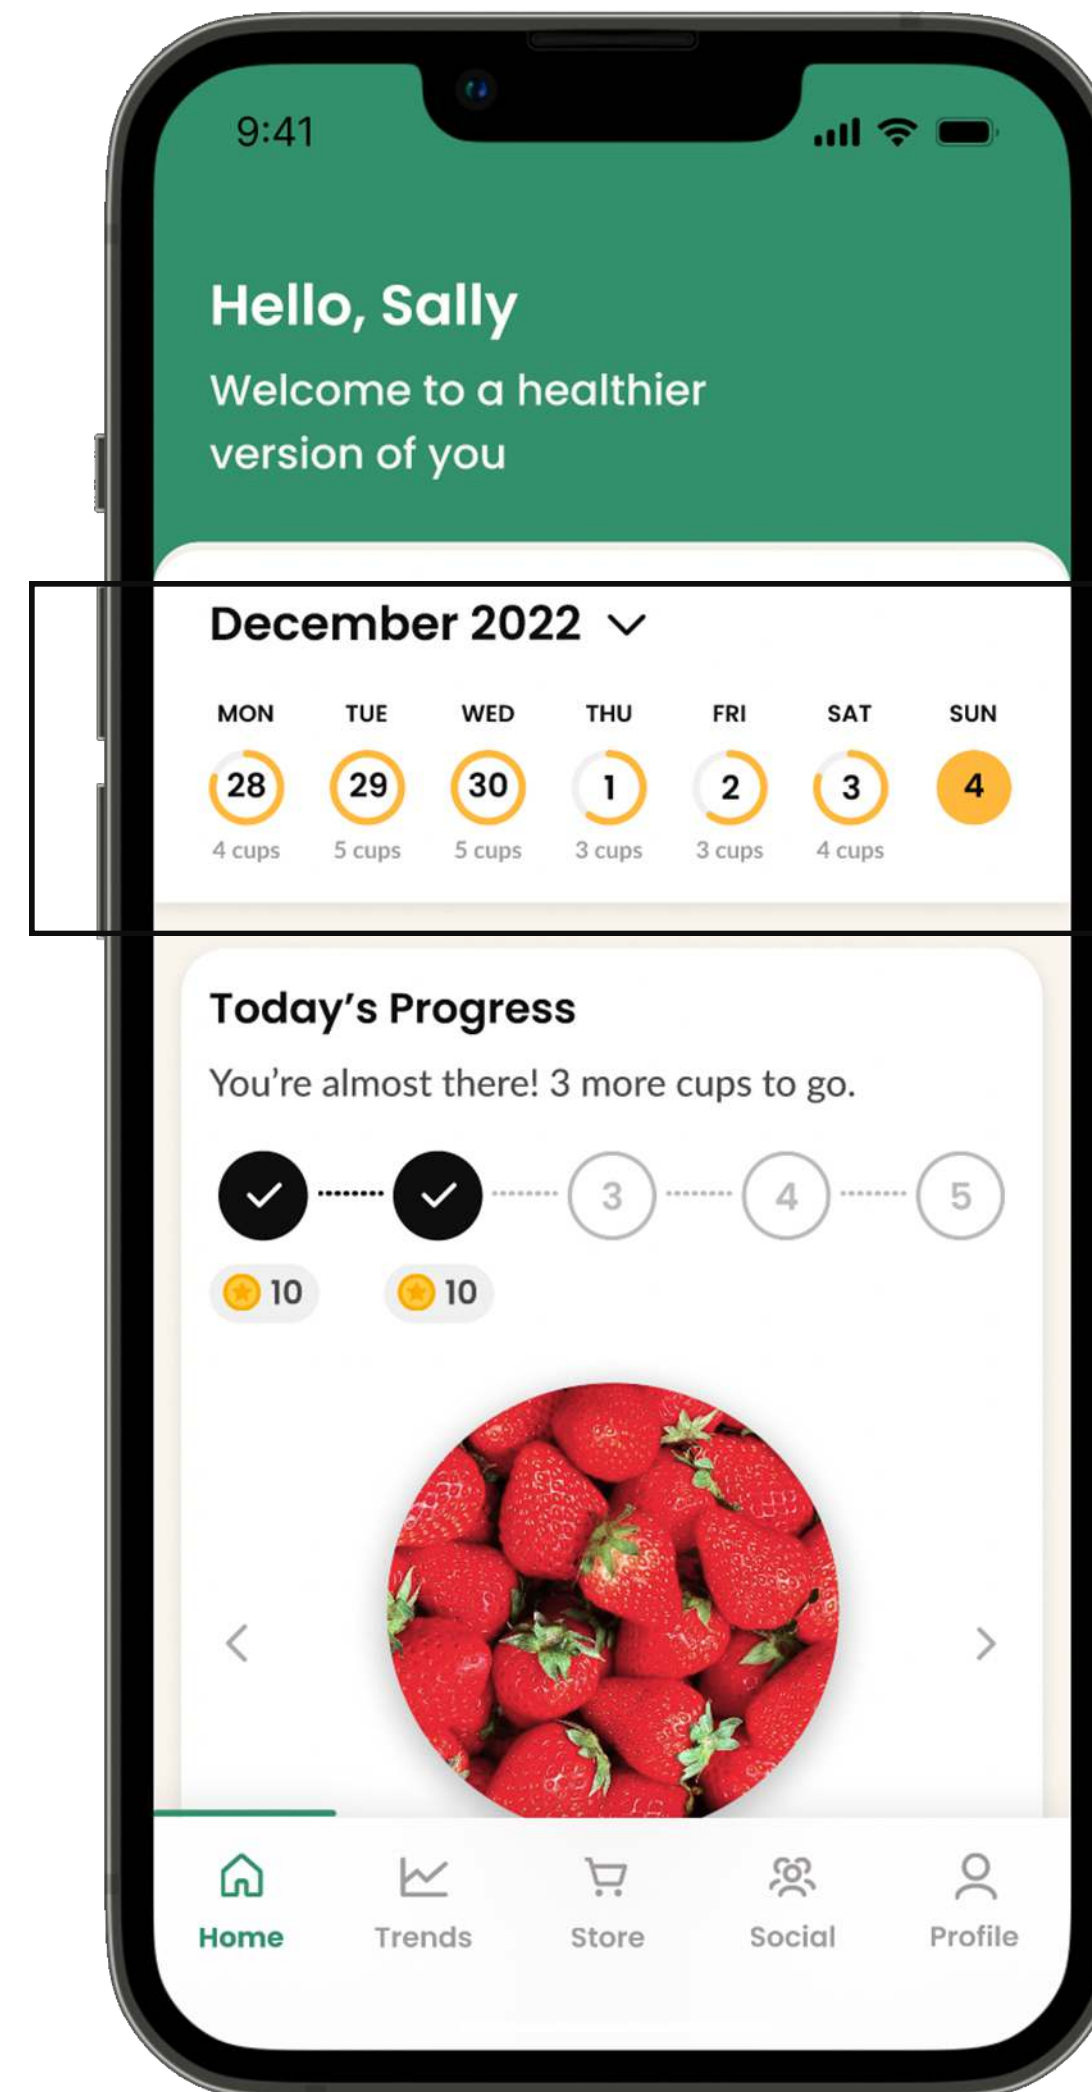 9:41
Hello, Sally
Welcome to a healthier
version of you
December 2022
MON TUE WED THU FRI SAT SUN
28 29 30 1 2 3 4
4 cups 5 cups 5 cups 3 cups 3 cups 4 cups
Today's Progress
You're almost there! 3 more cups to go.
3 4 5
10 10
Home Trends Store Social Profile